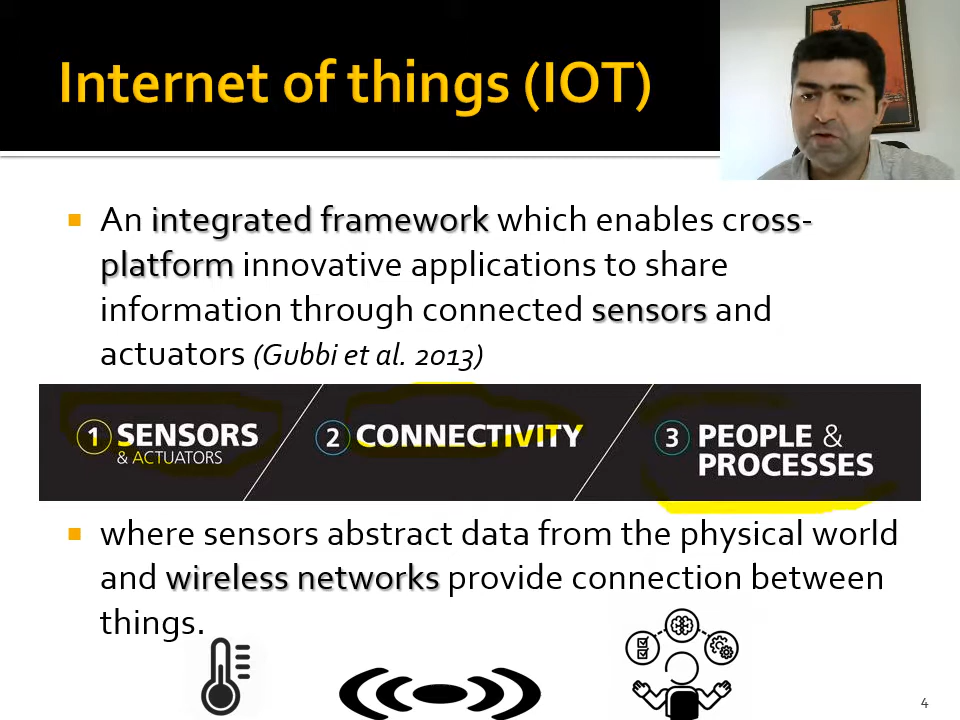 Internet of things (IOT)
An integrated framework which enables cross-
platform innovative applications to share
information through connected sensors and
actuators (Gubbi et al. 2013)
1 SENSORS
& ACTUATORS
2 CONNECTIVITY
3 PEOPLE &
PROCESSES
where sensors abstract data from the physical world
and wireless networks provide connection between
things.
4